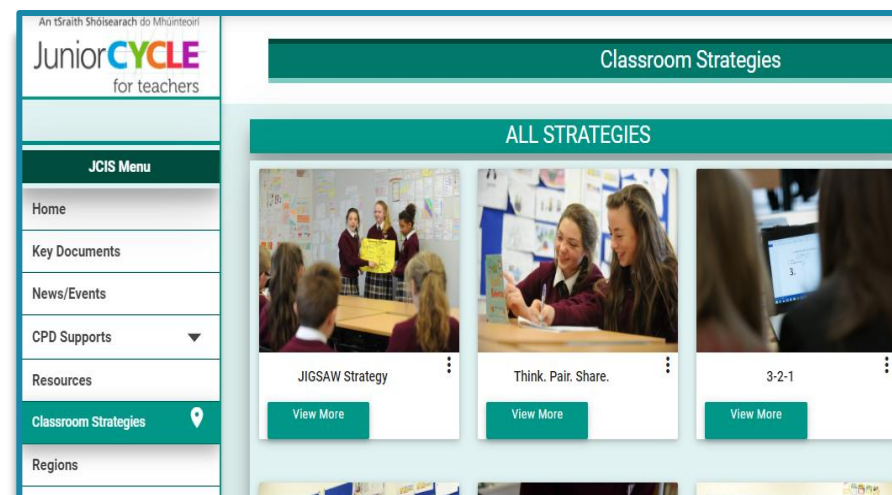 An tSraith Shóisearach do Mhúinteoirí
JuniorCYCLE
for teachers
JCIS Menu
Home
Key Documents
News/Events
CPD Supports
Resources
Classroom Strategies
Regions
Classroom Strategies
ALL STRATEGIES
JIGSAW Strategy
View More
Think. Pair. Share.
View More
3.
3-2-1
View More